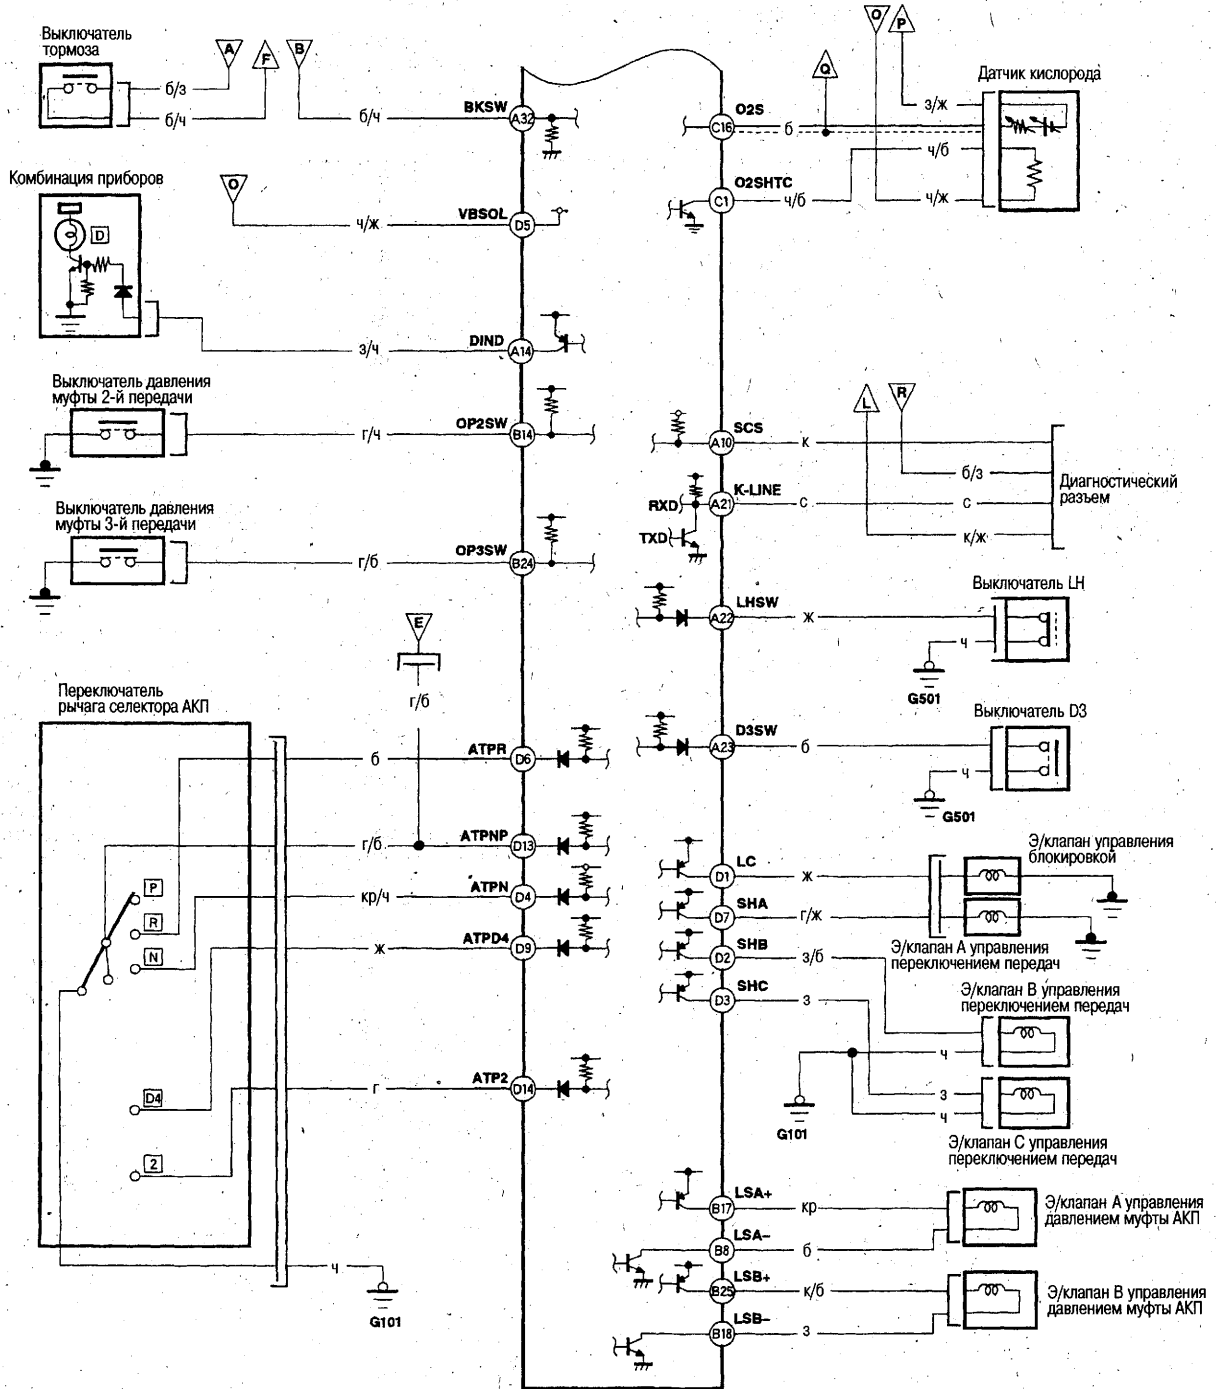 Выключатель
тормоза
A
F
B
б/з
б/ч
б/ч
BKSW
A32
Комбинация приборов
D
O
ч/ж
VBSOL
D5
з/ч
DIND
A14
Выключатель давления
муфты 2-й передачи
г/ч
OP2SW
B14
Выключатель давления
муфты 3-й передачи
г/б
OP3SW
B24
E
г/б
Переключатель
рычага селектора АКП
б
ATPR
D6
г/б
ATPNP
D13
P
кр/ч
ATPN
D4
R
N
ж
ATPD4
D9
D4
г
ATP2
D14
2
ч
G101
O
P
Q
Датчик кислорода
O2S
C16
б
з/ж
ч/б
O2SHTC
C1
ч/б
ч/ж
L
R
SCS
A10
к
б/з
Диагностический
разъем
K-LINE
RXD
A21
с
с
TXD
к/ж
Выключатель LH
LHSW
A22
ж
ч
G501
Выключатель D3
D3SW
A23
б
ч
G501
Э/клапан управления
блокировкой
LC
D1
ж
SHA
D7
г/ж
Э/клапан А управления
переключением передач
SHB
D2
з/б
SHC
D3
з
Э/клапан В управления
переключением передач
ч
з
ч
G101
Э/клапан С управления
переключением передач
LSA+
B17
кр
Э/клапан А управления
давлением муфты АКП
LSA–
B8
б
LSB+
B25
к/б
Э/клапан В управления
давлением муфты АКП
LSB–
B18
з